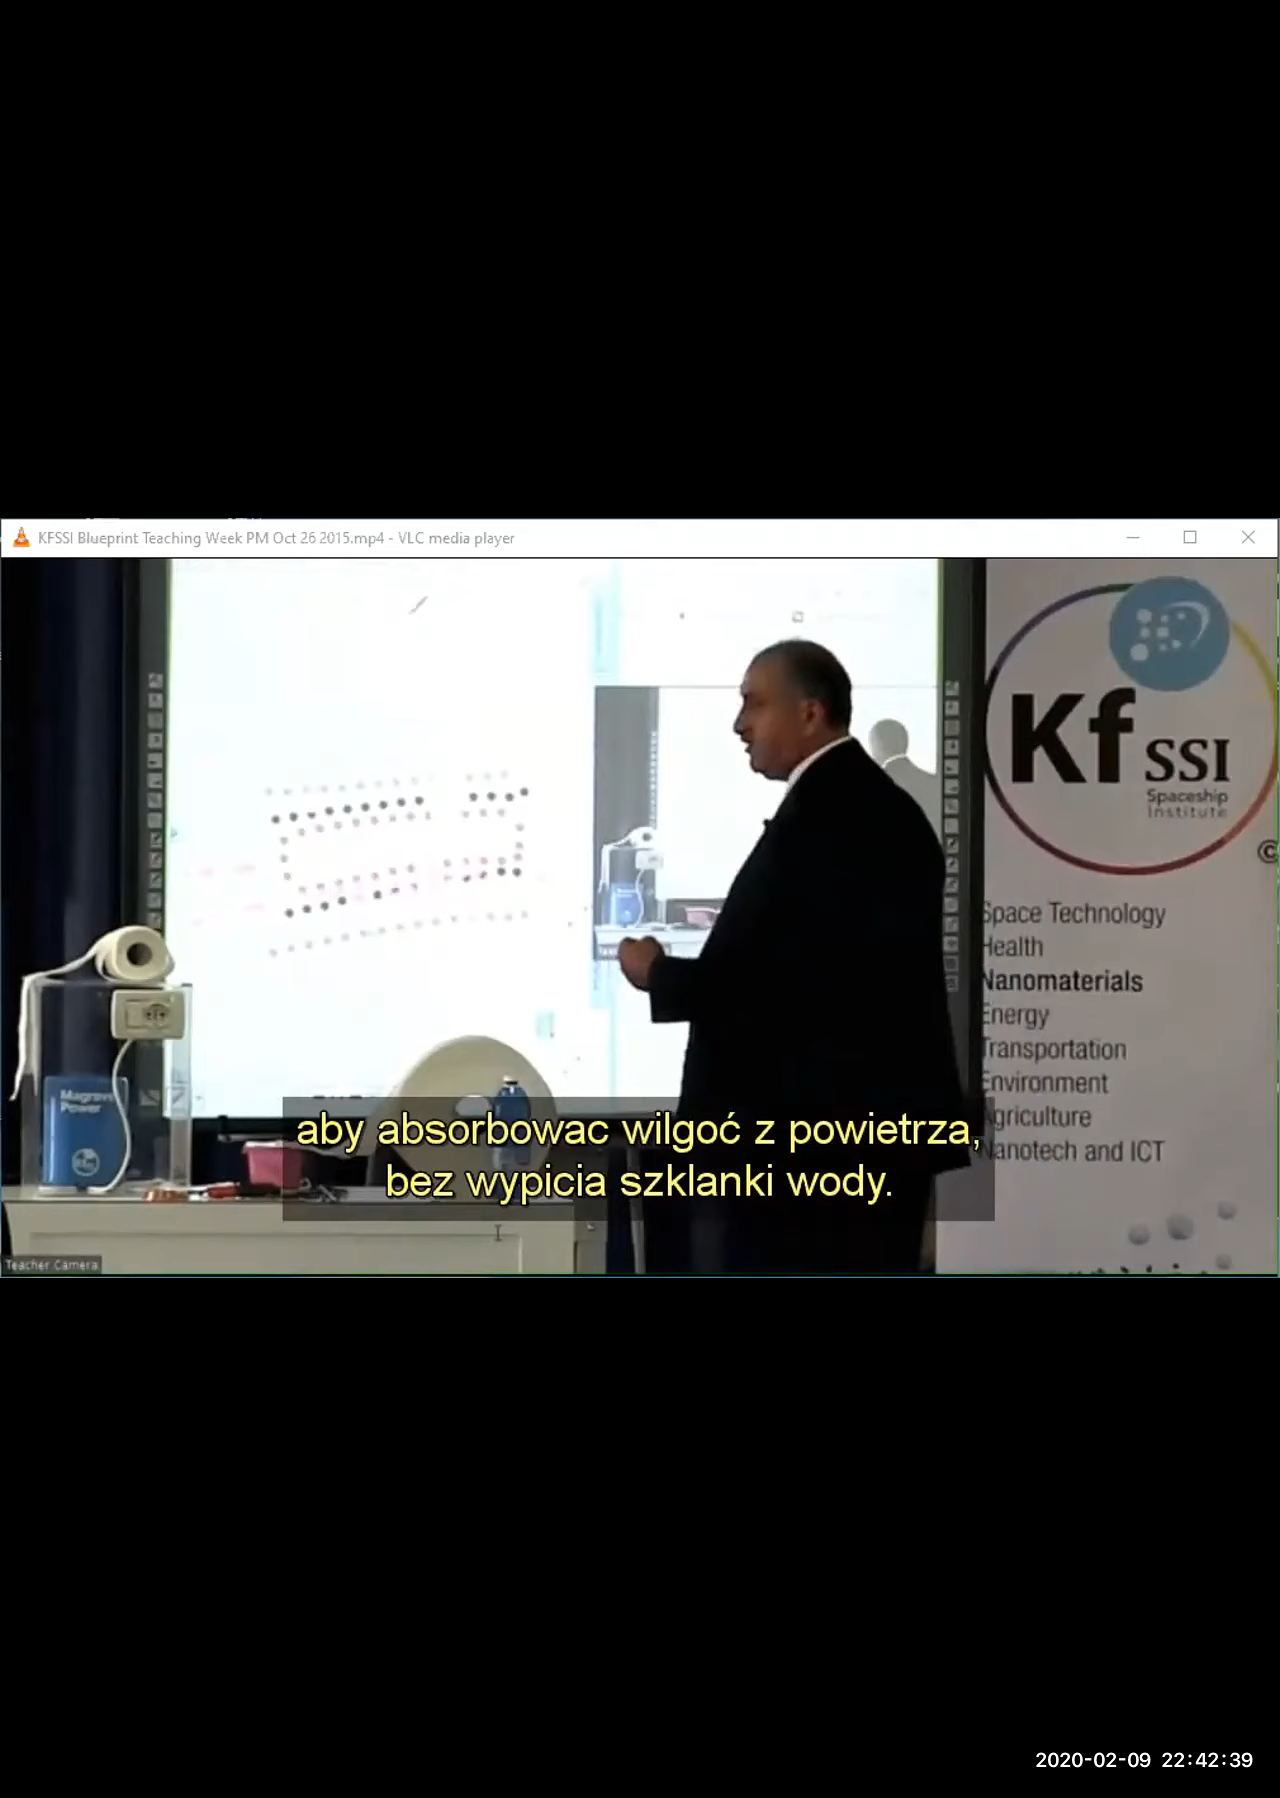 KFSSI Blueprint Teaching Week PM Oct 26 2015.mp4 - VLC media player
Kf SSI
Spaceship
Institute
©
Space Technology
Health
Nanomaterials
Energy
Transportation
Environment
Agriculture
Nanotech and ICT
Magrav
Power
aby absorbowac wilgoć z powietrza,
bez wypicia szklanki wody.
Teacher Camera
2020-02-09 22:42:39